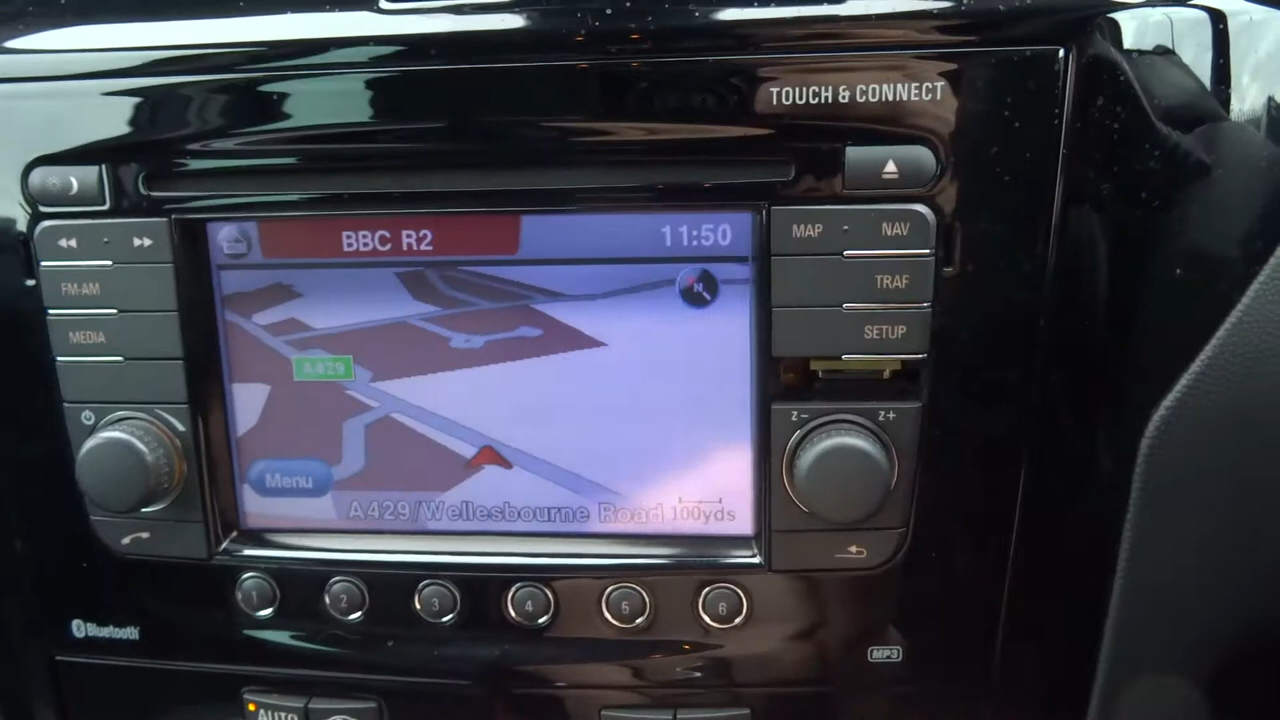 TOUCH & CONNECT
BBC R2
11:50
MAP · NAV
FM-AM
TRAF
MEDIA
SETUP
N
A429
Z- Z+
Menu
A429/Wellesbourne Road
100yds
1 2 3 4 5 6
Bluetooth
MP3
AUTO